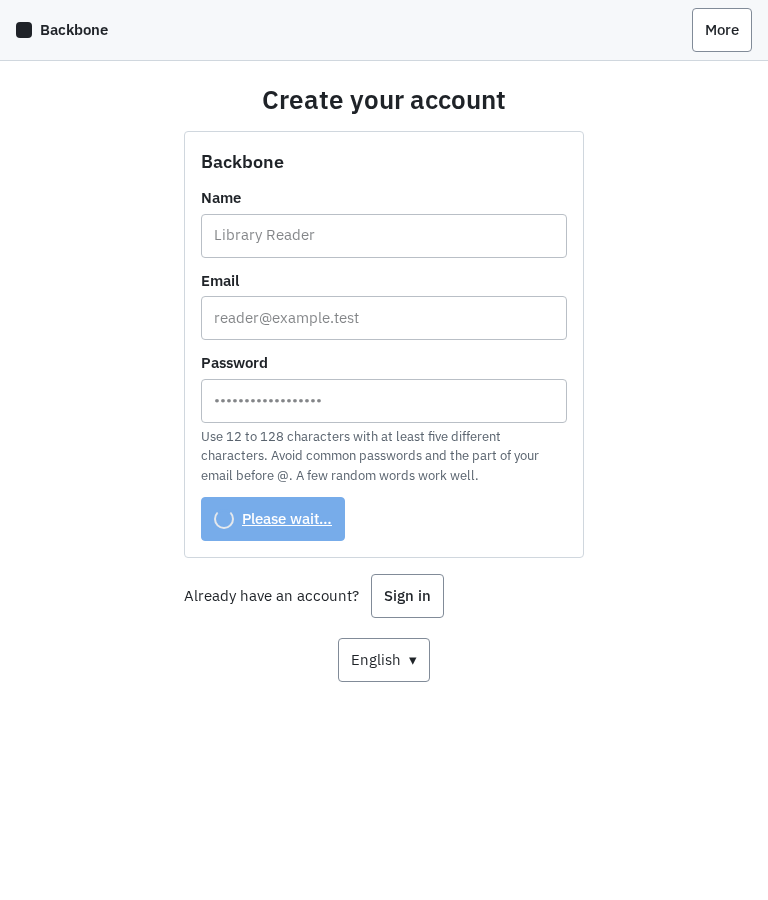 Backbone
More
Create your account
Backbone
Name
Library Reader
Email
reader@example.test
Password
••••••••••••••••••
Use 12 to 128 characters with at least five different
characters. Avoid common passwords and the part of your
email before @. A few random words work well.
Please wait...
Already have an account?
Sign in
English ▾